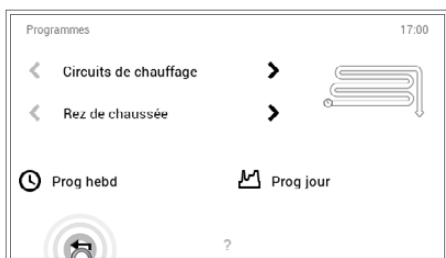 Programmes 17:00
Circuits de chauffage
Rez de chaussée
Prog hebd Prog jour
?